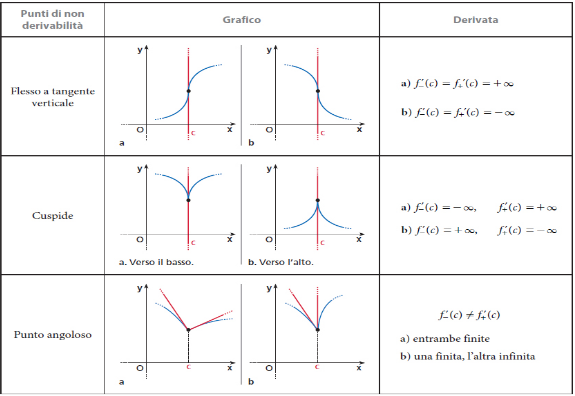 Punti di non
derivabilità
Grafico
Derivata
Flesso a tangente
verticale
y
O
c
x
a
y
O
c
x
b
a) f′₋(c) = f′₊(c) = +∞
b) f′₋(c) = f′₊(c) = −∞
Cuspide
y
O
c
x
a. Verso il basso.
y
O
c
x
b. Verso l'alto.
a) f′₋(c) = −∞, f′₊(c) = +∞
b) f′₋(c) = +∞, f′₊(c) = −∞
Punto angoloso
y
O
c
x
a
y
O
c
x
b
f′₋(c) ≠ f′₊(c)
a) entrambe finite
b) una finita, l'altra infinita